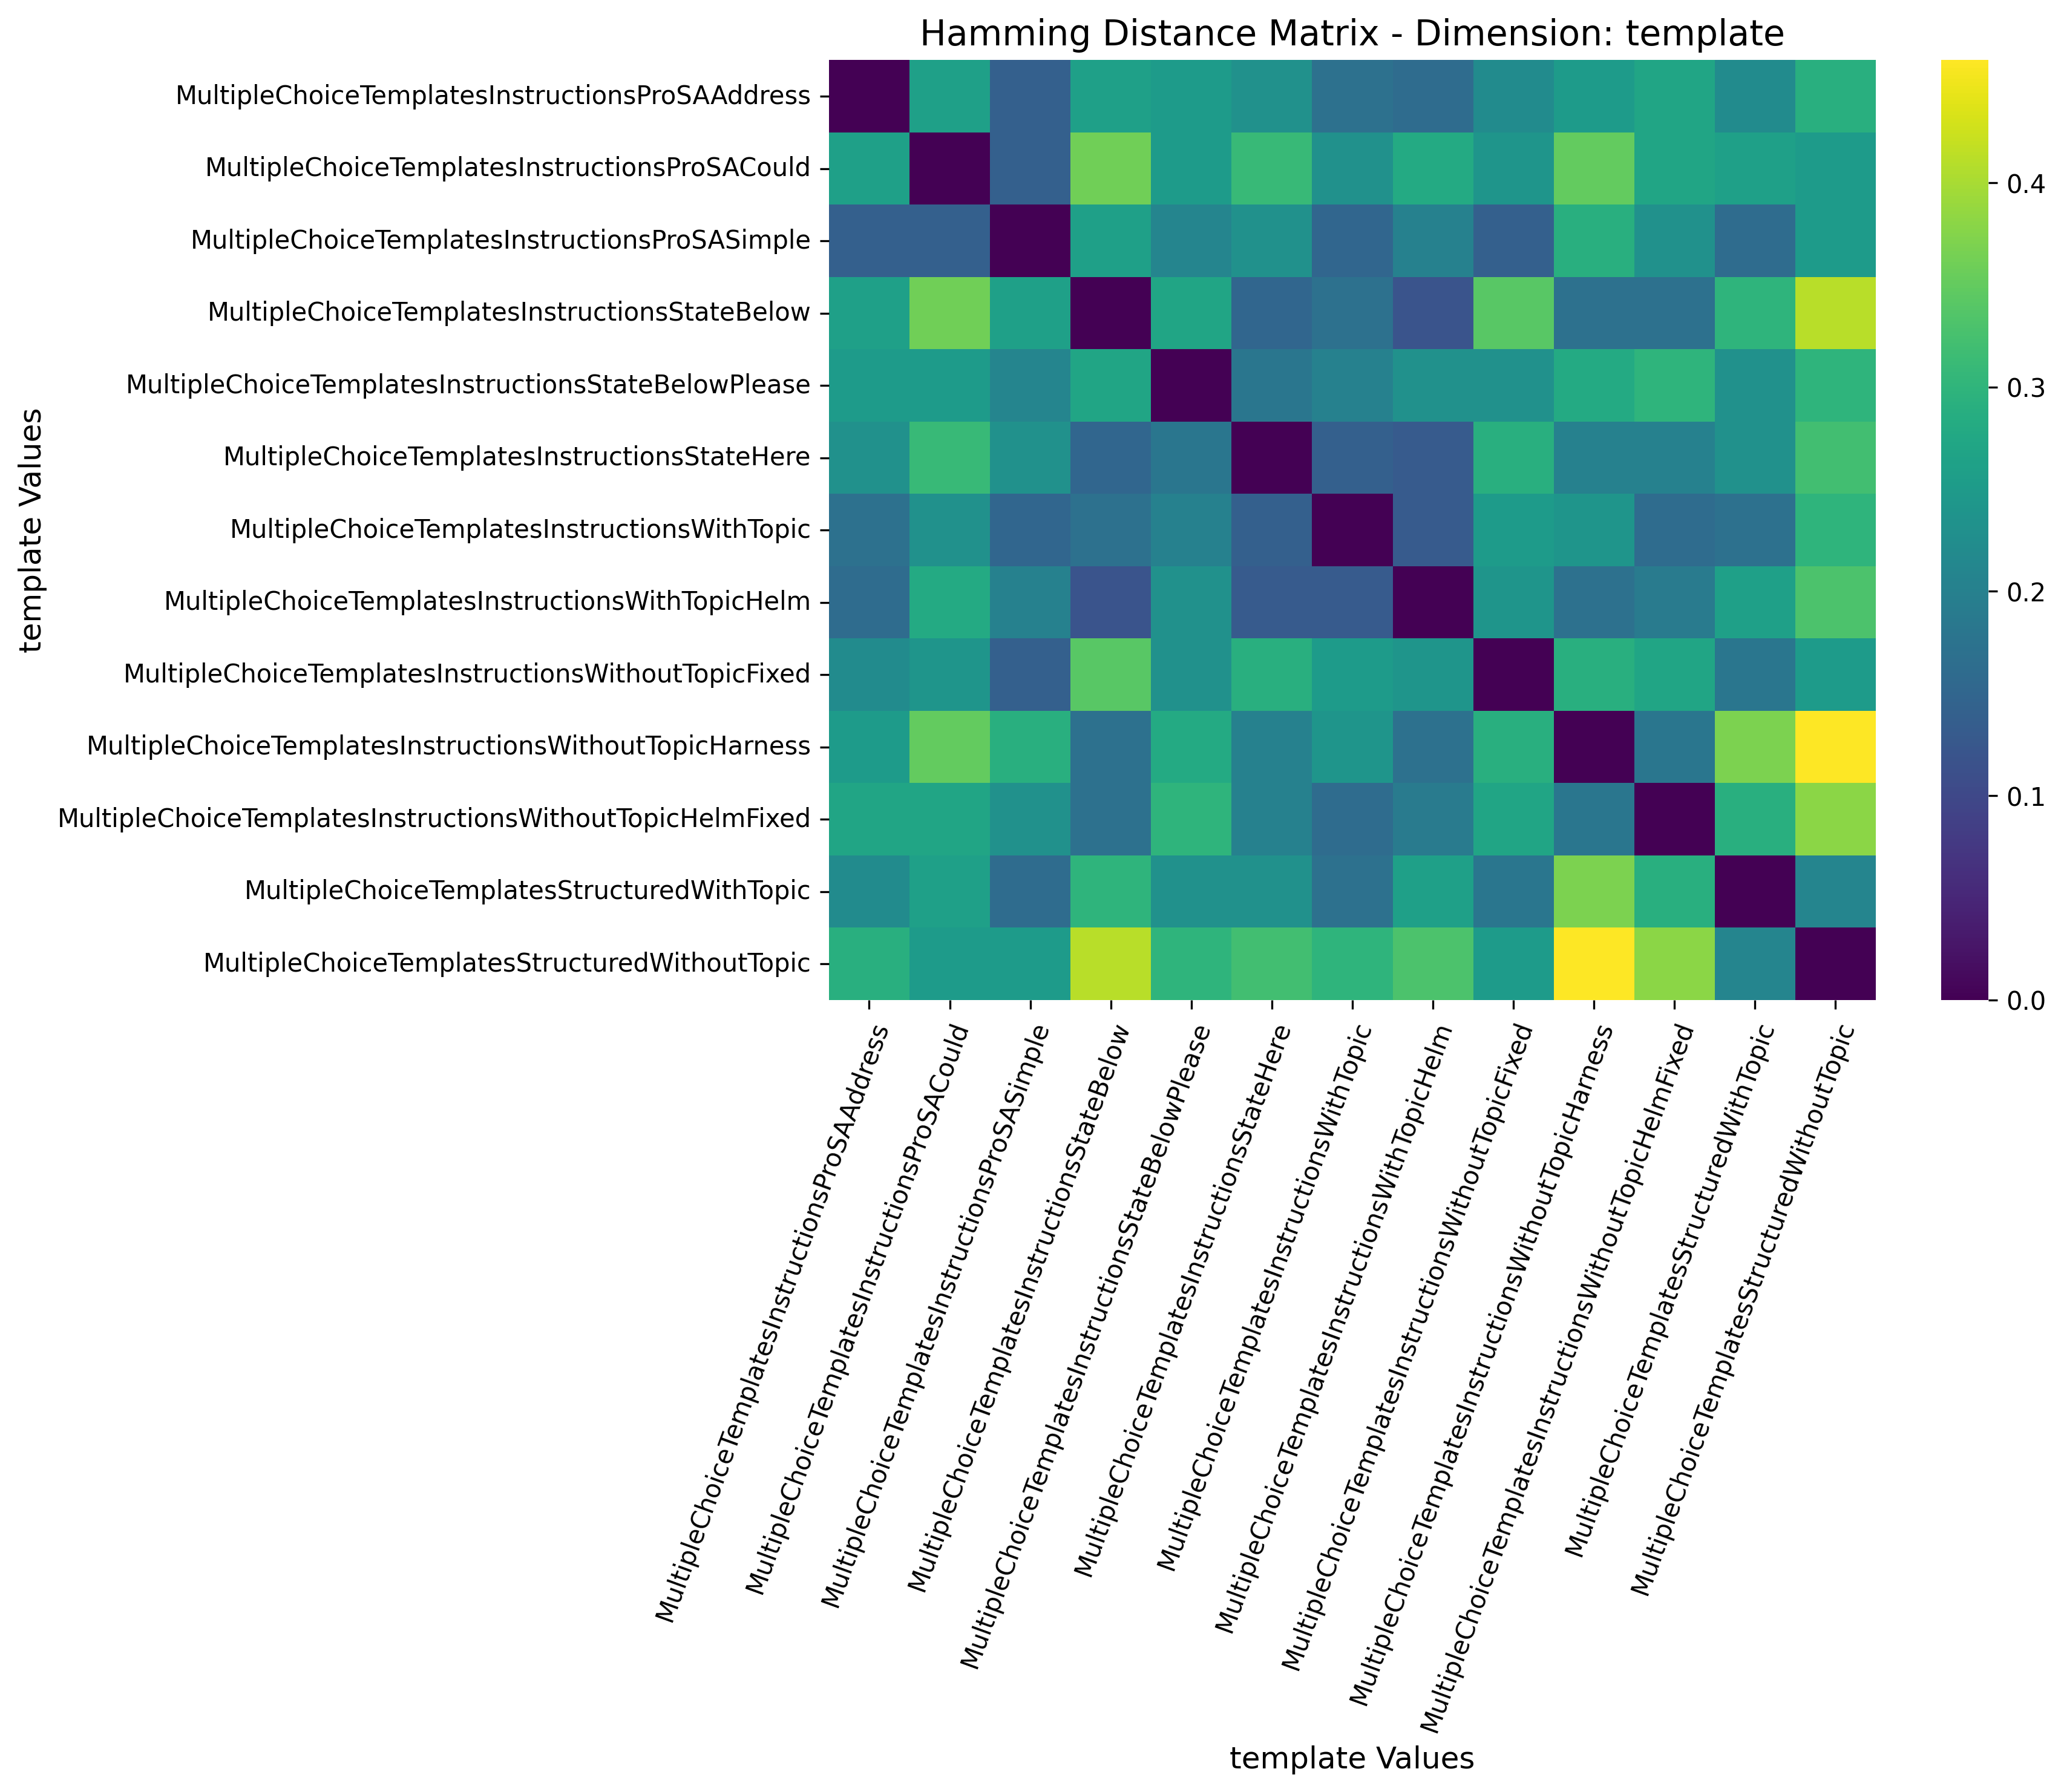 Hamming Distance Matrix - Dimension: template
MultipleChoiceTemplatesInstructionsProSAAddress
MultipleChoiceTemplatesInstructionsProSACould
MultipleChoiceTemplatesInstructionsProSASimple
MultipleChoiceTemplatesInstructionsStateBelow
MultipleChoiceTemplatesInstructionsStateBelowPlease
MultipleChoiceTemplatesInstructionsStateHere
MultipleChoiceTemplatesInstructionsWithTopic
MultipleChoiceTemplatesInstructionsWithTopicHelm
MultipleChoiceTemplatesInstructionsWithoutTopicFixed
MultipleChoiceTemplatesInstructionsWithoutTopicHarness
MultipleChoiceTemplatesInstructionsWithoutTopicHelmFixed
MultipleChoiceTemplatesStructuredWithTopic
MultipleChoiceTemplatesStructuredWithoutTopic
template Values
0.4
0.3
0.2
0.1
0.0
MultipleChoiceTemplatesInstructionsProSAAddress
MultipleChoiceTemplatesInstructionsProSACould
MultipleChoiceTemplatesInstructionsProSASimple
MultipleChoiceTemplatesInstructionsStateBelow
MultipleChoiceTemplatesInstructionsStateBelowPlease
MultipleChoiceTemplatesInstructionsStateHere
MultipleChoiceTemplatesInstructionsWithTopic
MultipleChoiceTemplatesInstructionsWithTopicHelm
MultipleChoiceTemplatesInstructionsWithoutTopicFixed
MultipleChoiceTemplatesInstructionsWithoutTopicHarness
MultipleChoiceTemplatesInstructionsWithoutTopicHelmFixed
MultipleChoiceTemplatesStructuredWithTopic
MultipleChoiceTemplatesStructuredWithoutTopic
template Values